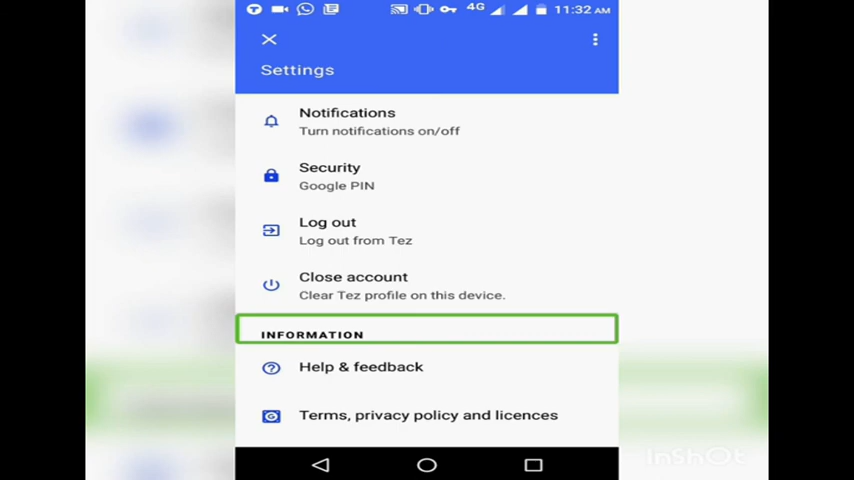 4G 11:32 AM
Settings
Notifications
Turn notifications on/off
Security
Google PIN
Log out
Log out from Tez
Close account
Clear Tez profile on this device.
INFORMATION
Help & feedback
Terms, privacy policy and licences
InShOt